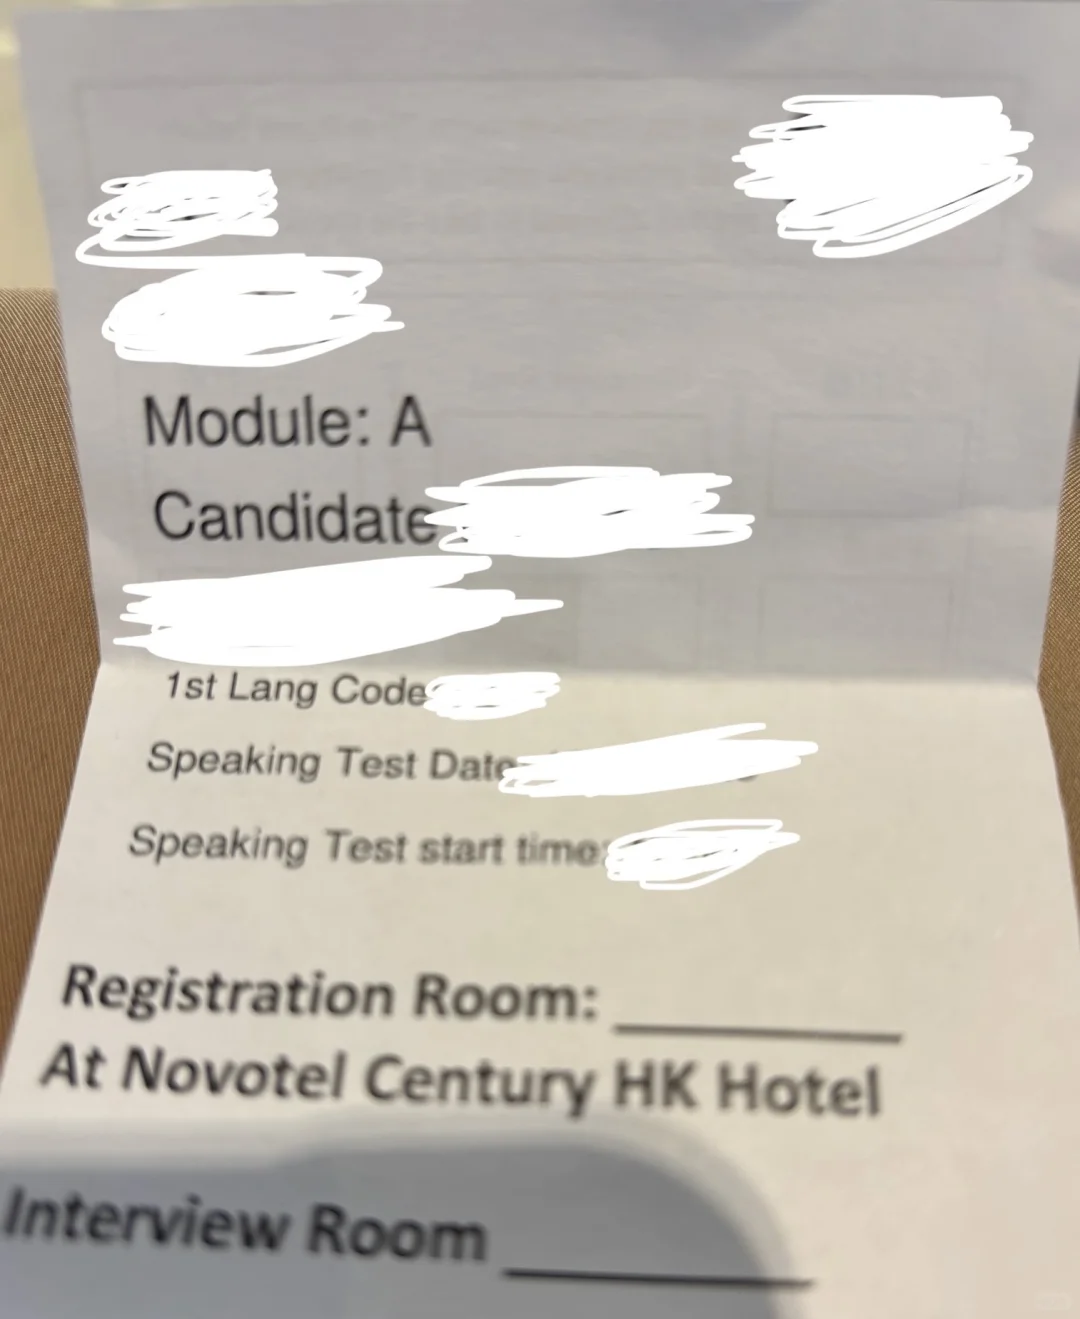 Module: A
Candidate
1st Lang Code
Speaking Test Date
Speaking Test start time:
Registration Room:
At Novotel Century HK Hotel
Interview Room